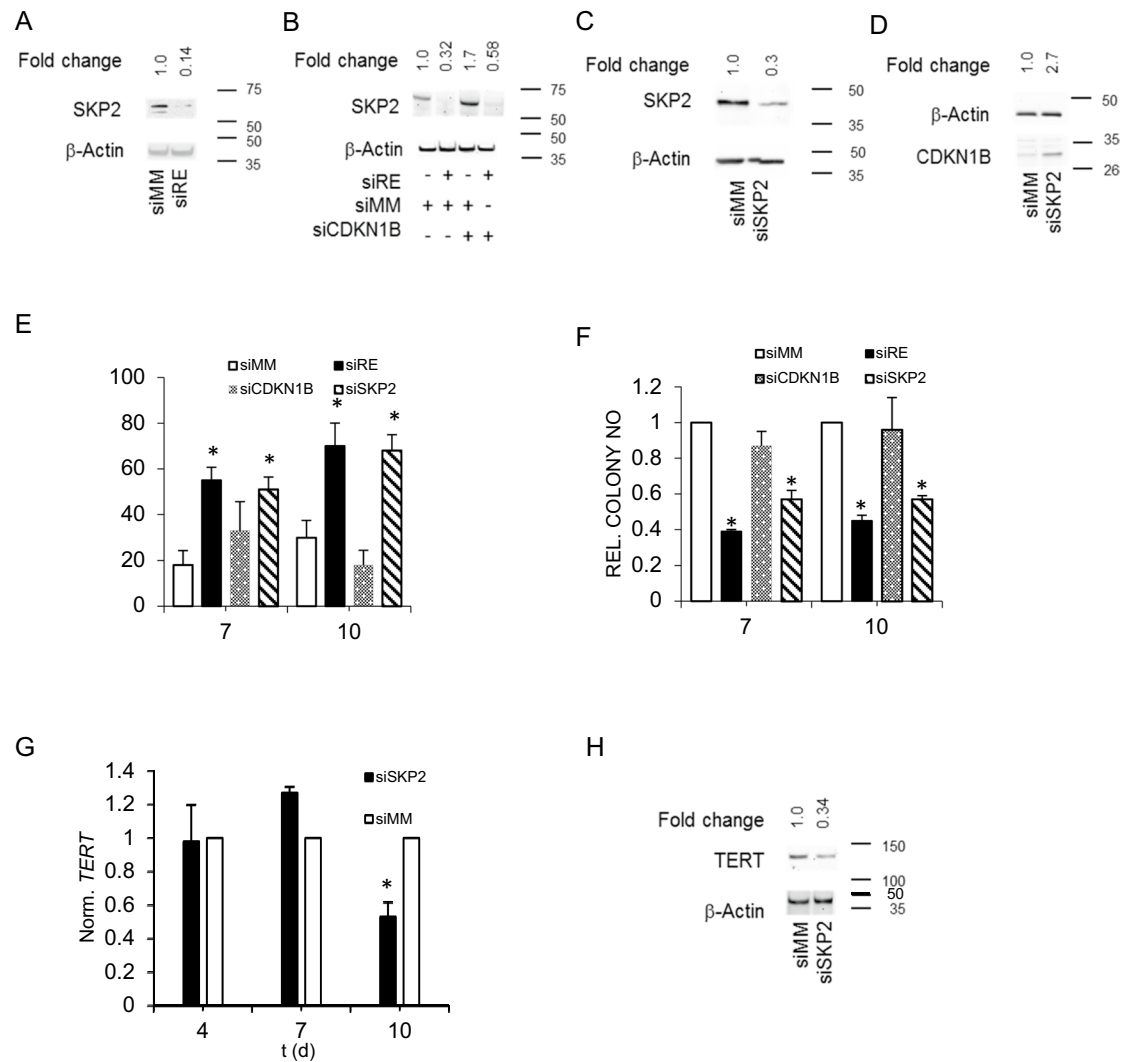 A
Fold change 1.0 0.14
SKP2
β-Actin
75
50
50
35
siMM siRE
B
Fold change 1.0 0.32 1.7 0.58
SKP2
β-Actin
75
50
50
35
siRE - + - +
siMM + + + -
siCDKN1B - - + +
C
Fold change 1.0 0.3
SKP2
β-Actin
50
35
50
35
siMM siSKP2
D
Fold change 1.0 2.7
β-Actin
CDKN1B
50
35
26
siMM siSKP2
E
siMM siRE
siCDKN1B siSKP2
100
80
60
40
20
0
* * * *
7 10
F
siMM siRE
siCDKN1B siSKP2
REL. COLONY NO
1.2
1
0.8
0.6
0.4
0.2
0
* * * *
7 10
G
siSKP2
siMM
Norm. TERT
1.4
1.2
1
0.8
0.6
0.4
0.2
0
*
4 7 10
t (d)
H
Fold change 1.0 0.34
TERT
β-Actin
150
100
50
35
siMM siSKP2